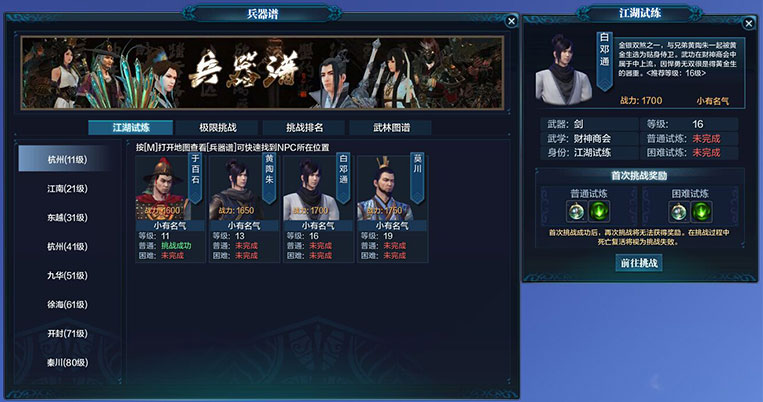 兵器谱
兵器谱
江湖试炼
极限挑战
挑战排名
武林图谱
杭州(11级)
江南(21级)
东越(31级)
杭州(41级)
九华(51级)
徐海(61级)
开封(71级)
秦川(80级)
按[M]打开地图查看[兵器谱]可快速找到NPC所在位置
于百石
战力:1600
小有名气
等级: 11
普通: 挑战成功
困难: 未完成
黄陶朱
战力: 1650
小有名气
等级: 13
普通: 未完成
困难: 未完成
白邓通
战力: 1700
小有名气
等级: 16
普通: 未完成
困难: 未完成
莫川
战力: 1750
小有名气
等级: 19
普通: 未完成
困难: 未完成
江湖试炼
白邓通
金银双煞之一，与兄弟黄陶朱一起被黄
金生选为贴身侍卫。武功在财神商会中
属于中上流，因悍勇无双很是得黄金生
的器重。<推荐等级：16级>
战力: 1700
小有名气
武器: 剑
等级: 16
武学: 财神商会
普通试炼: 未完成
身份: 江湖试炼
困难试炼: 未完成
首次挑战奖励
普通试炼
困难试炼
首次挑战成功后，再次挑战将无法获得奖励。在挑战过程中
死亡复活将视为挑战失败。
前往挑战